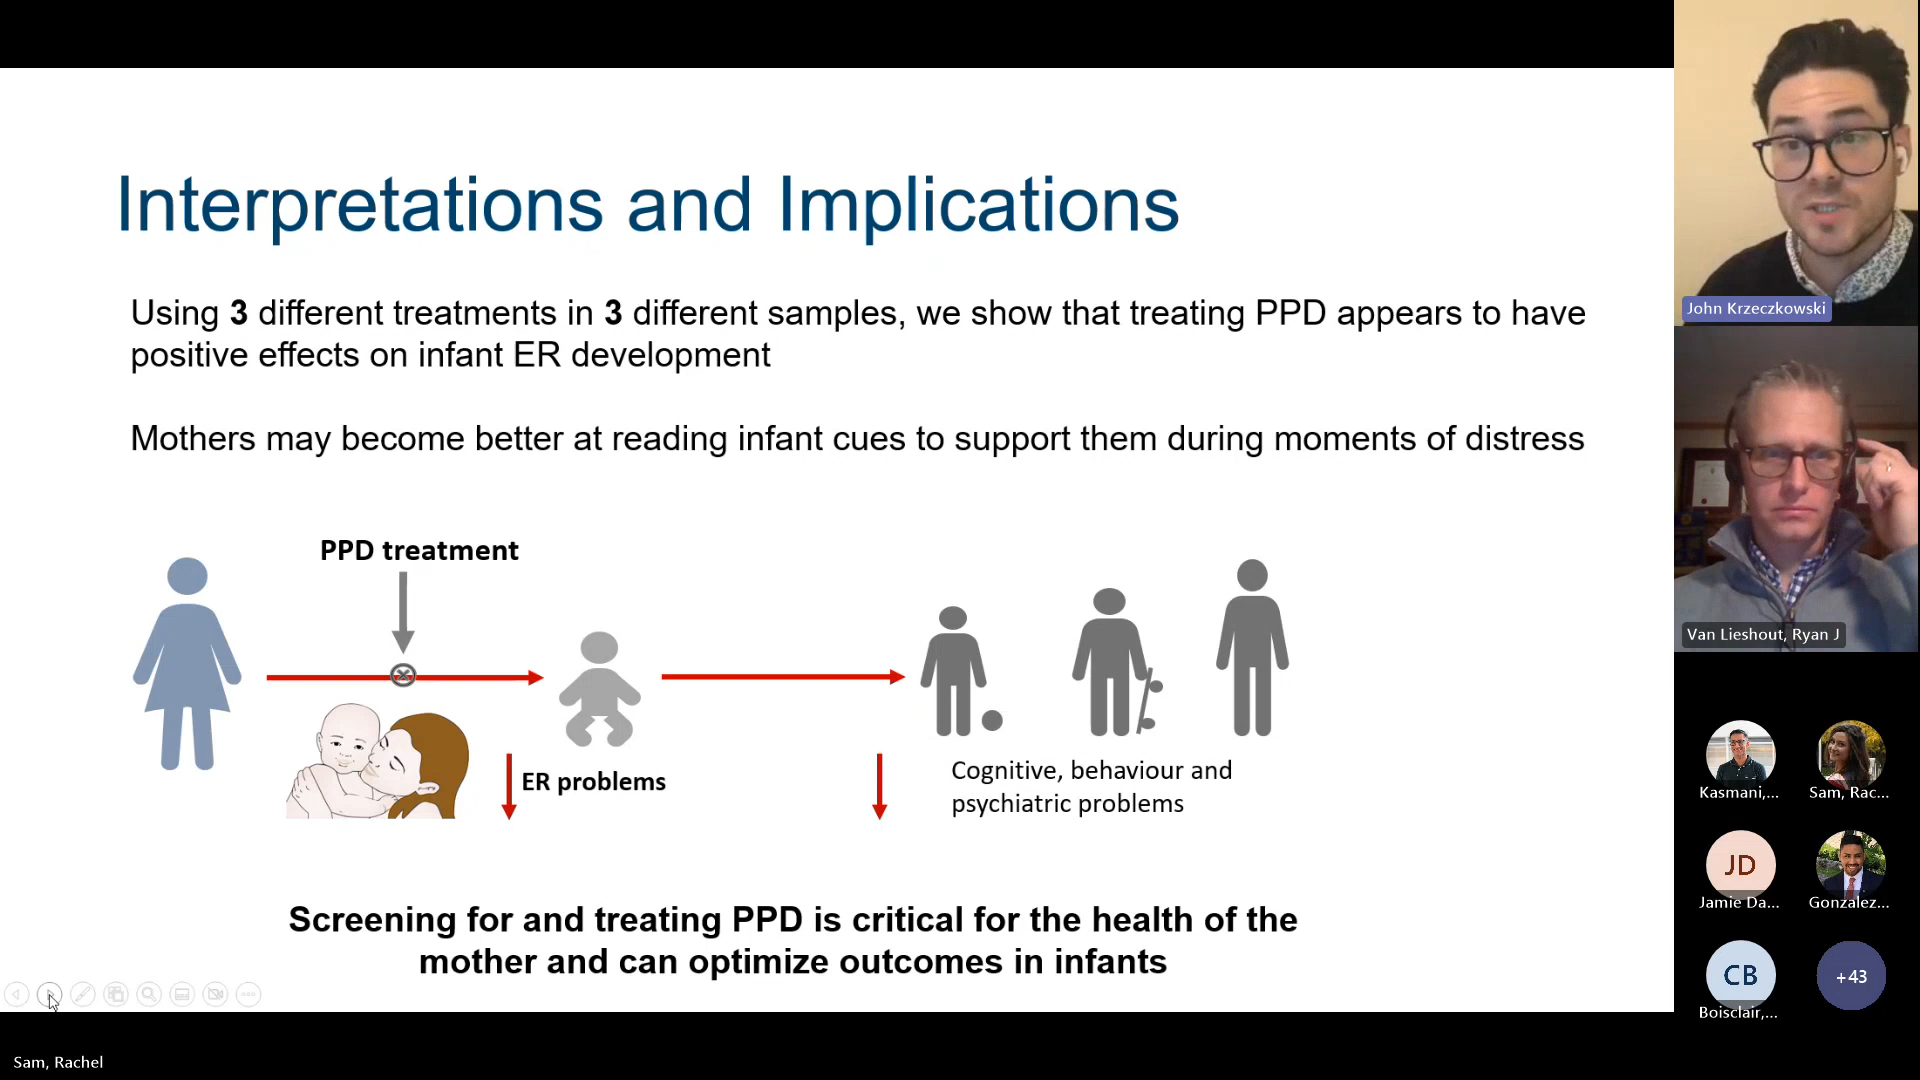 Interpretations and Implications
Using 3 different treatments in 3 different samples, we show that treating PPD appears to have
positive effects on infant ER development
Mothers may become better at reading infant cues to support them during moments of distress
PPD treatment
ER problems
Cognitive, behaviour and
psychiatric problems
Screening for and treating PPD is critical for the health of the
mother and can optimize outcomes in infants
Sam, Rachel
John Krzeczkowski
Van Lieshout, Ryan J
Kasmani,...
Sam, Rac...
JD
Jamie Da...
Gonzalez...
CB
Boisclair,...
+43